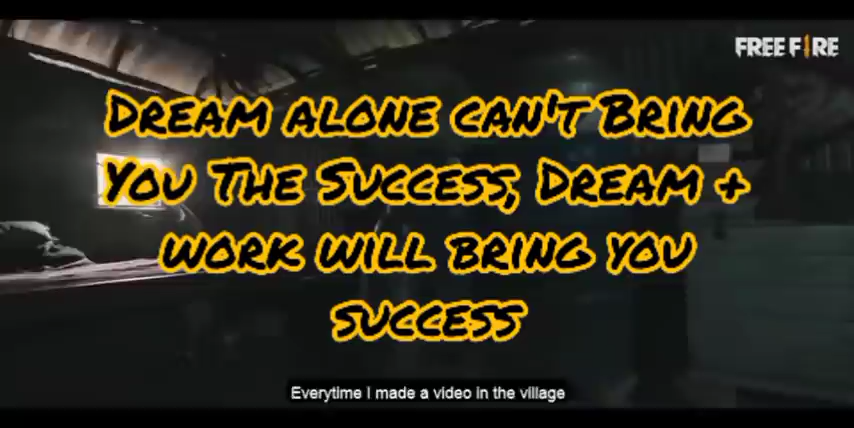 FREE FIRE
DREAM ALONE CAN'T BRING
YOU THE SUCCESS, DREAM +
WORK WILL BRING YOU
SUCCESS
Everytime I made a video in the village